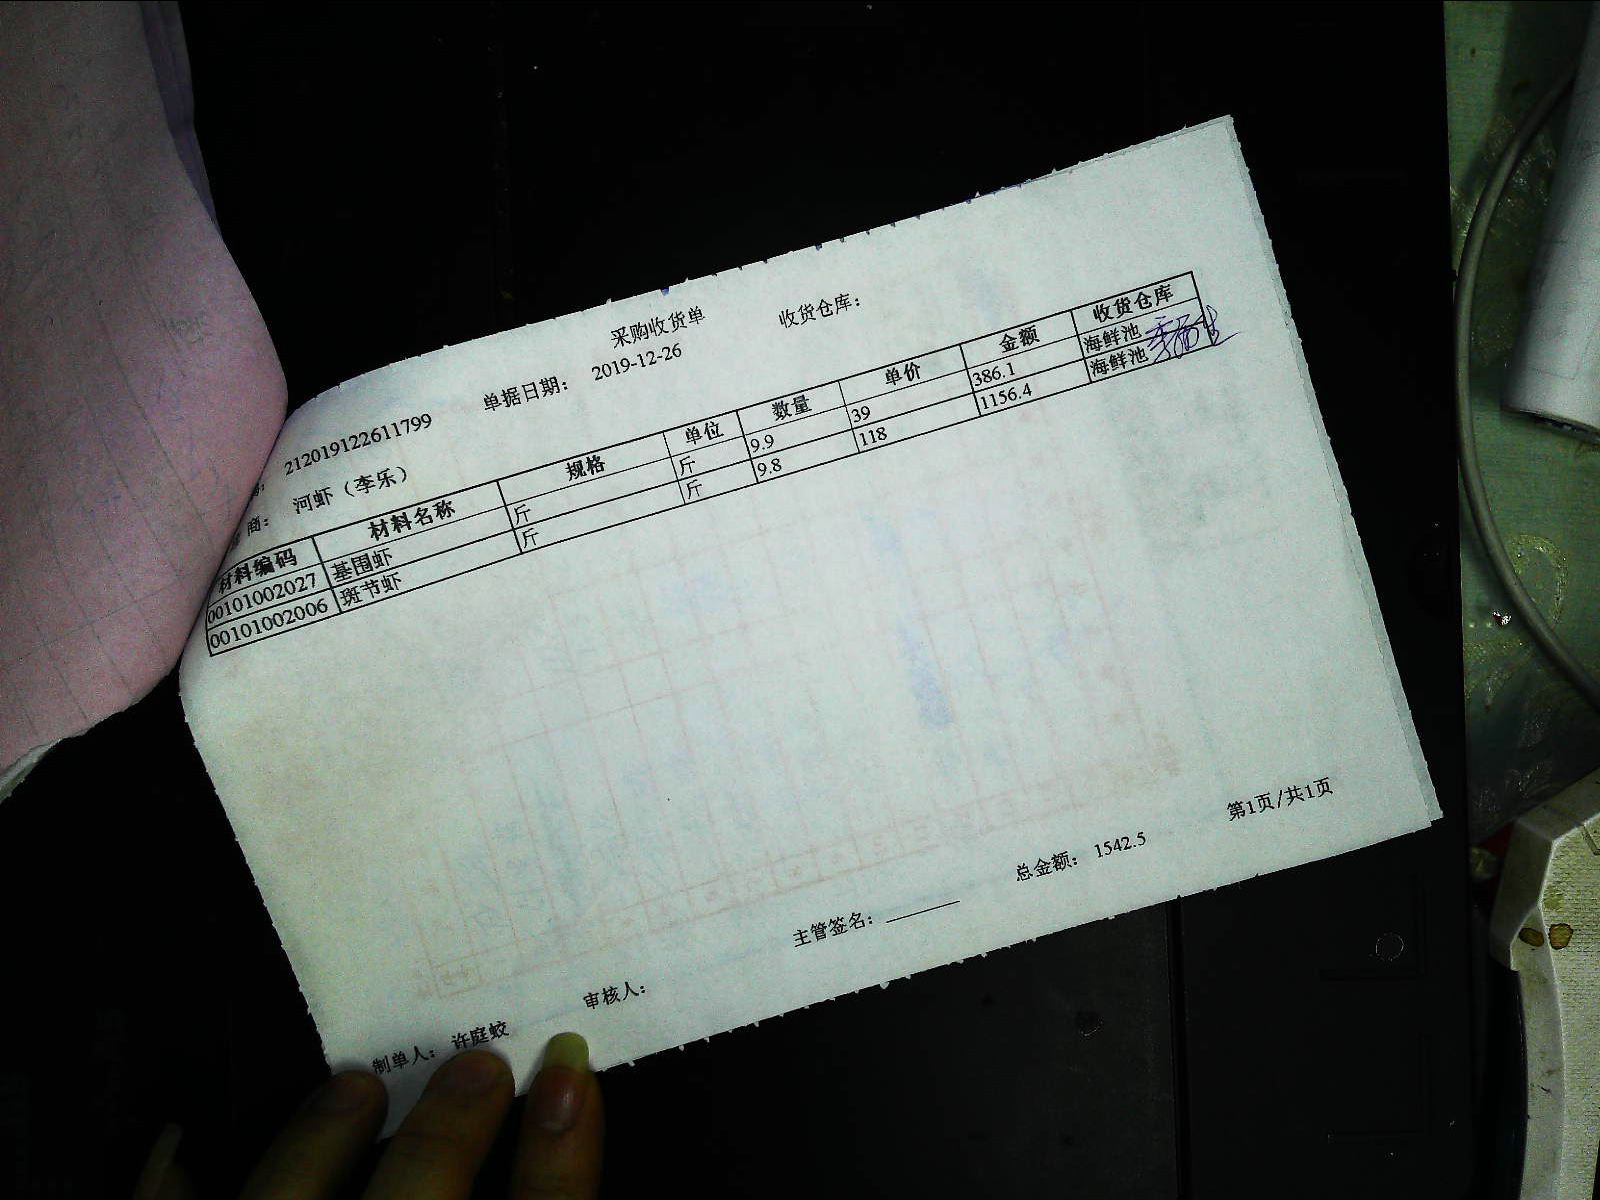 采购收货单
收货仓库：
212019122611799 单据日期： 2019-12-26
商： 河虾（李乐）
材料编码 材料名称 规格 单位 数量 单价 金额 收货仓库
00101002027 基围虾 斤 斤 9.9 39 386.1 海鲜池
00101002006 斑节虾 斤 斤 9.8 118 1156.4 海鲜池
制单人： 许庭蛟 审核人： 主管签名： 总金额： 1542.5 第1页/共1页